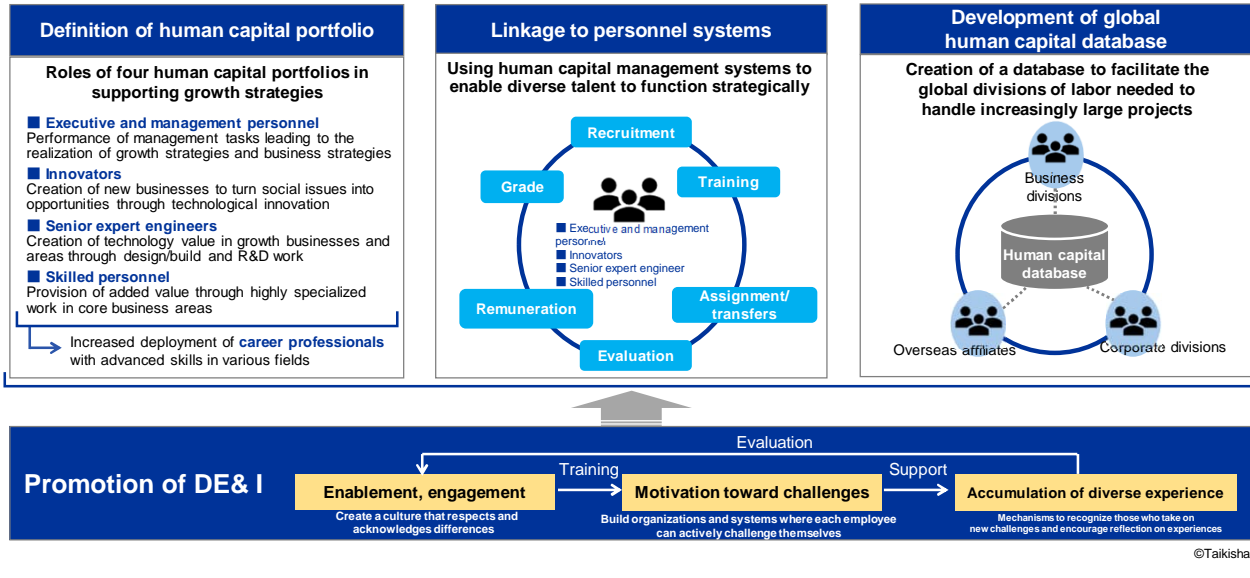 Definition of human capital portfolio
Roles of four human capital portfolios in
supporting growth strategies
■ Executive and management personnel
Performance of management tasks leading to the
realization of growth strategies and business strategies
■ Innovators
Creation of new businesses to turn social issues into
opportunities through technological innovation
■ Senior expert engineers
Creation of technology value in growth businesses and
areas through design/build and R&D work
■ Skilled personnel
Provision of added value through highly specialized
work in core business areas
Increased deployment of career professionals
with advanced skills in various fields
Linkage to personnel systems
Using human capital management systems to
enable diverse talent to function strategically
Recruitment
Grade
Training
■ Executive and management
personnel
■ Innovators
■ Senior expert engineer
■ Skilled personnel
Remuneration
Assignment/
transfers
Evaluation
Development of global
human capital database
Creation of a database to facilitate the
global divisions of labor needed to
handle increasingly large projects
Business
divisions
Human capital
database
Overseas affiliates
Corporate divisions
Promotion of DE& I
Evaluation
Training
Support
Enablement, engagement
Create a culture that respects and
acknowledges differences
Motivation toward challenges
Build organizations and systems where each employee
can actively challenge themselves
Accumulation of diverse experience
Mechanisms to recognize those who take on
new challenges and encourage reflection on experiences
©Taikisha